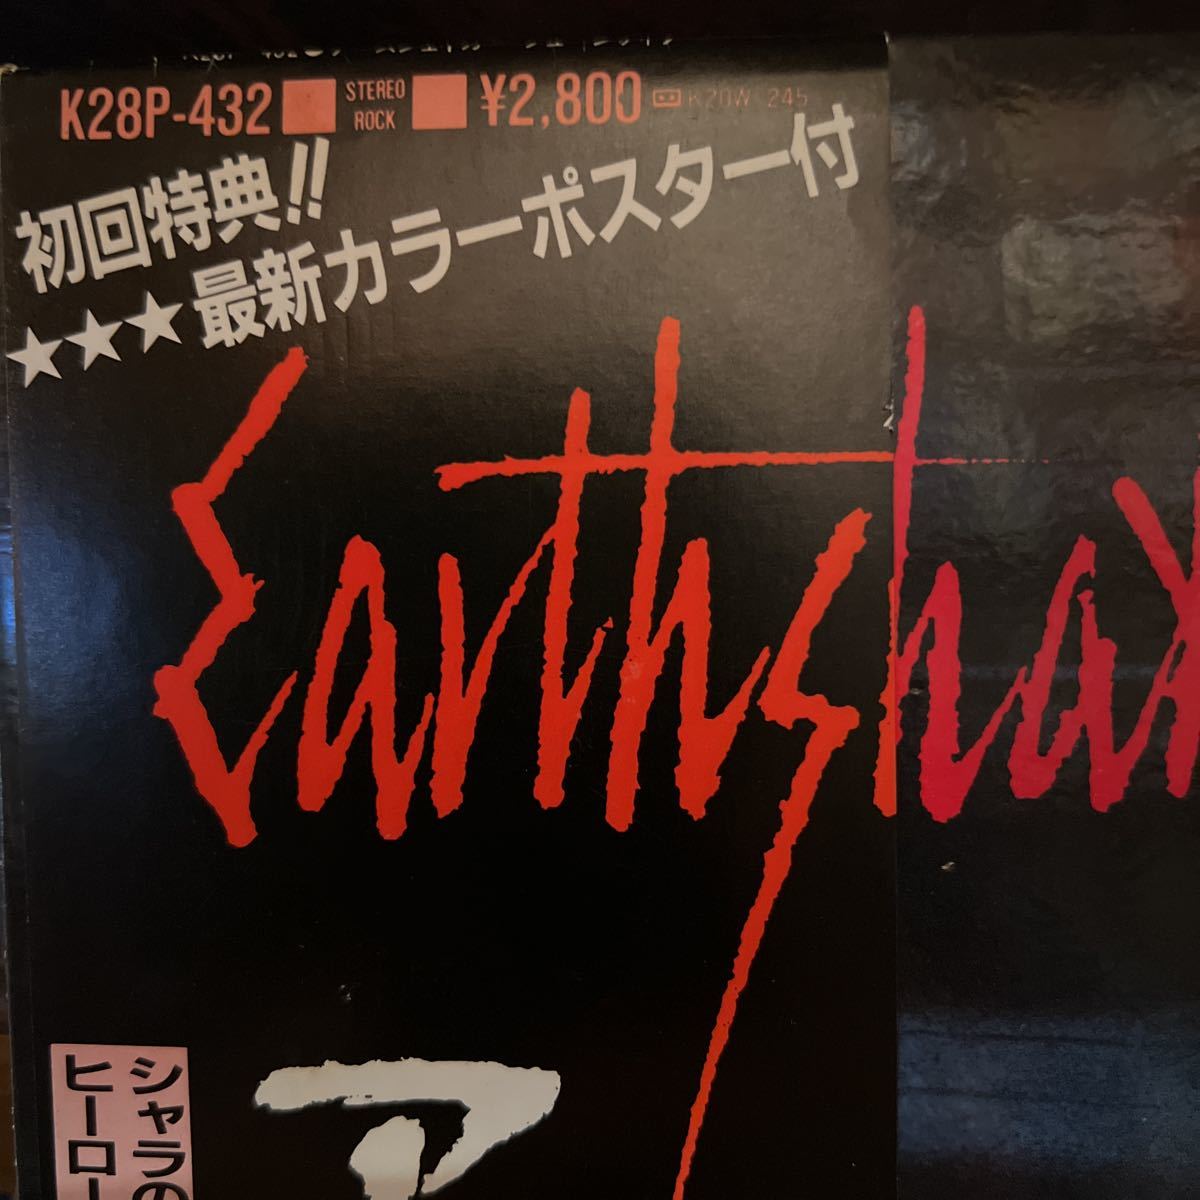 K28P-432 STEREO ROCK ¥2,800 K20W 245
初回特典!!
★★★最新カラーポスター付
Earthshak
ア
シャラの
ヒーロー